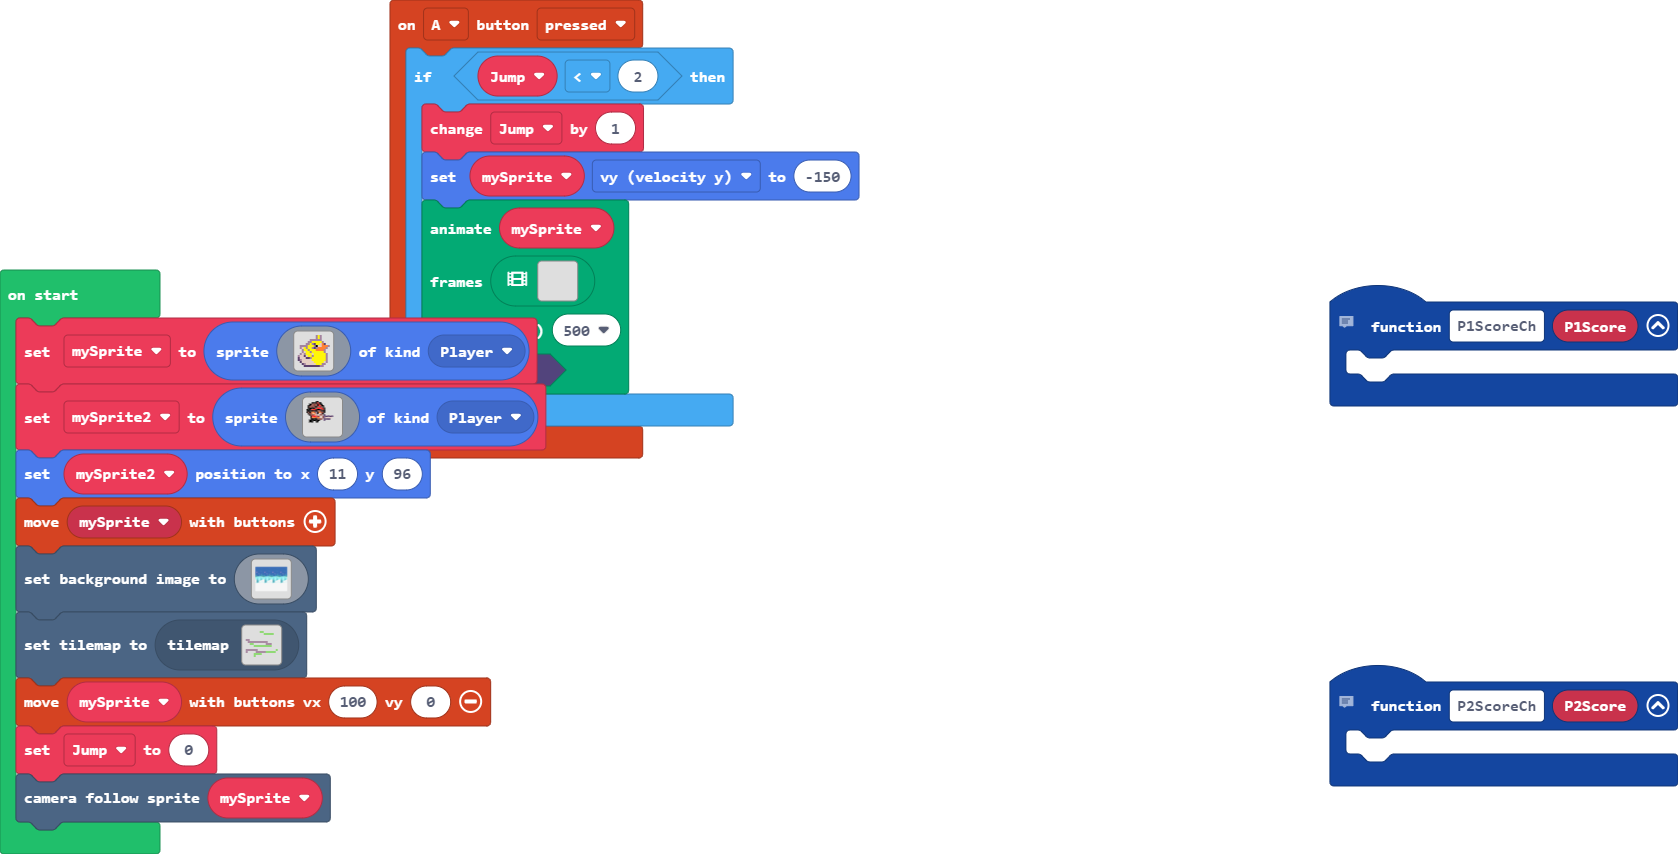 on A button pressed
if Jump < 2 then
change Jump by 1
set mySprite vy (velocity y) to -150
animate mySprite
frames
500
on start
set mySprite to sprite of kind Player
set mySprite2 to sprite of kind Player
set mySprite2 position to x 11 y 96
move mySprite with buttons
set background image to
set tilemap to tilemap
move mySprite with buttons vx 100 vy 0
set Jump to 0
camera follow sprite mySprite
function P1ScoreCh P1Score
function P2ScoreCh P2Score